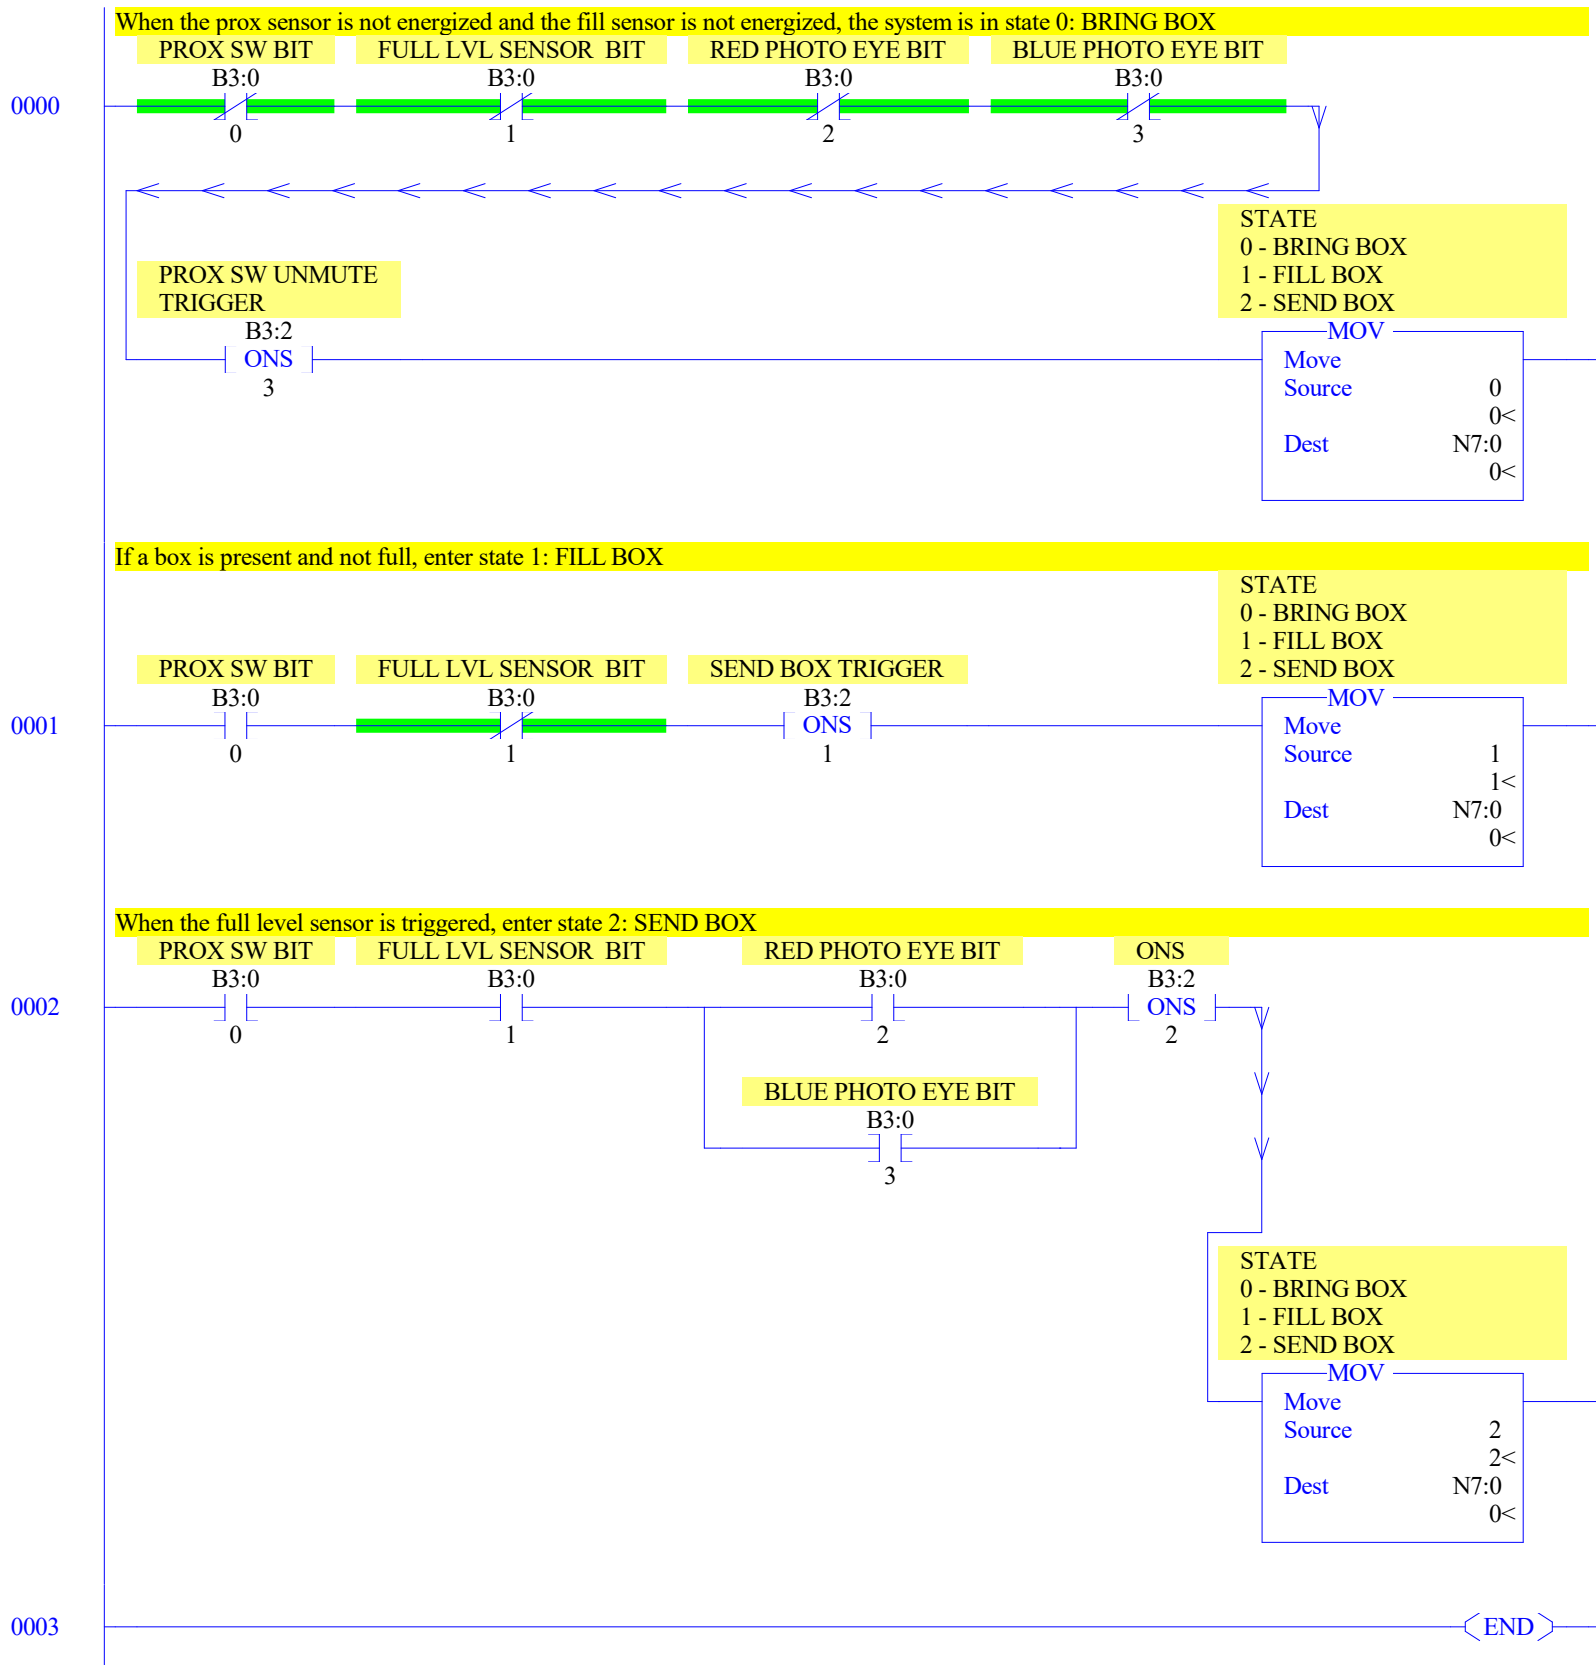 When the prox sensor is not energized and the fill sensor is not energized, the system is in state 0: BRING BOX
PROX SW BIT FULL LVL SENSOR  BIT RED PHOTO EYE BIT BLUE PHOTO EYE BIT
B3:0 B3:0 B3:0 B3:0
0000
0 1 2 3
STATE
0 - BRING BOX
1 - FILL BOX
2 - SEND BOX
PROX SW UNMUTE
TRIGGER
B3:2
ONS
3
MOV
Move
Source 0
0<
Dest N7:0
0<
If a box is present and not full, enter state 1: FILL BOX
STATE
0 - BRING BOX
1 - FILL BOX
2 - SEND BOX
PROX SW BIT FULL LVL SENSOR  BIT SEND BOX TRIGGER
B3:0 B3:0 B3:2
0001 ONS
0 1 1
MOV
Move
Source 1
1<
Dest N7:0
0<
When the full level sensor is triggered, enter state 2: SEND BOX
PROX SW BIT FULL LVL SENSOR  BIT RED PHOTO EYE BIT ONS
B3:0 B3:0 B3:0 B3:2
0002 ONS
0 1 2 2
BLUE PHOTO EYE BIT
B3:0
3
STATE
0 - BRING BOX
1 - FILL BOX
2 - SEND BOX
MOV
Move
Source 2
2<
Dest N7:0
0<
0003 END